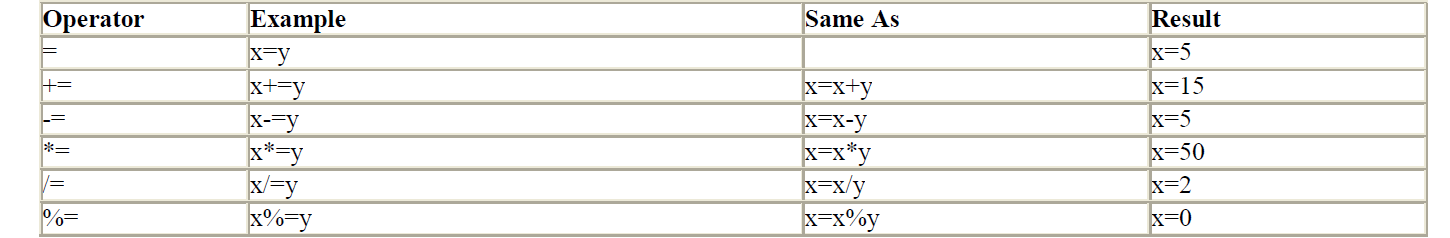 Operator Example Same As Result
= x=y x=5
+= x+=y x=x+y x=15
-= x-=y x=x-y x=5
*= x*=y x=x*y x=50
/= x/=y x=x/y x=2
%= x%=y x=x%y x=0